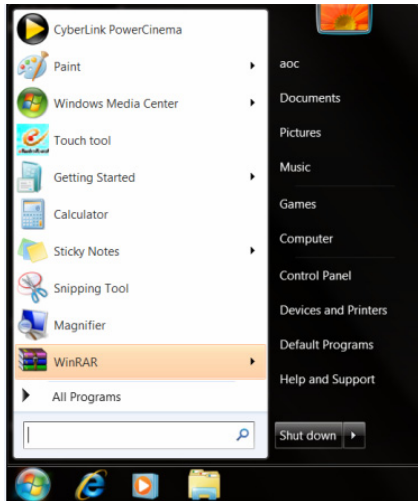 CyberLink PowerCinema
Paint
Windows Media Center
Touch tool
Getting Started
Calculator
Sticky Notes
Snipping Tool
Magnifier
WinRAR
All Programs
aoc
Documents
Pictures
Music
Games
Computer
Control Panel
Devices and Printers
Default Programs
Help and Support
Shut down